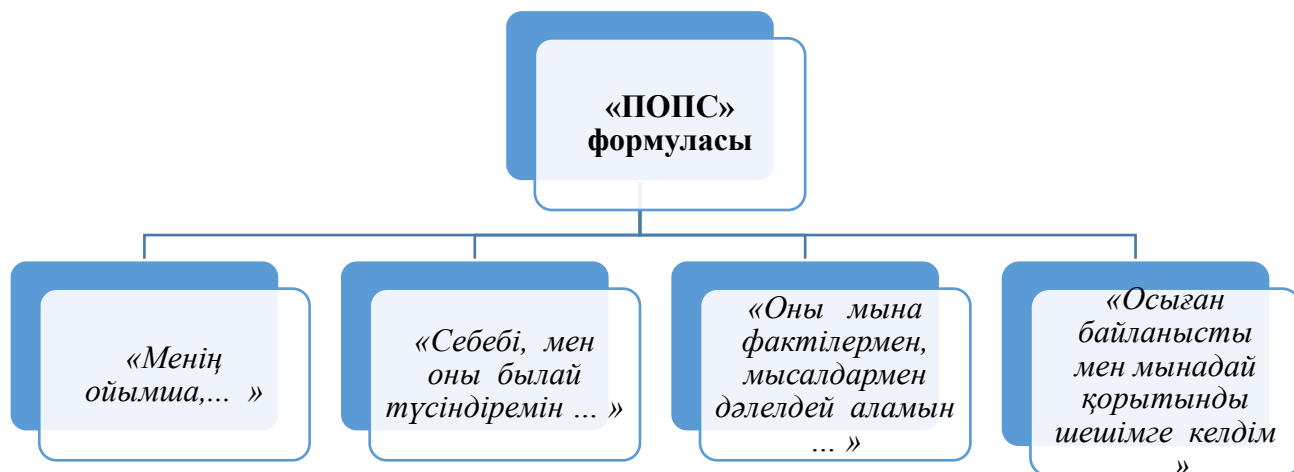 «ПОПС»
формуласы
«Менің
ойымша,... »
«Себебі, мен
оны былай
түсіндіремін ... »
«Оны мына
фактілермен,
мысалдармен
дәлелдей аламын
... »
«Осыған
байланысты
мен мынадай
қорытынды
шешімге келдім
»